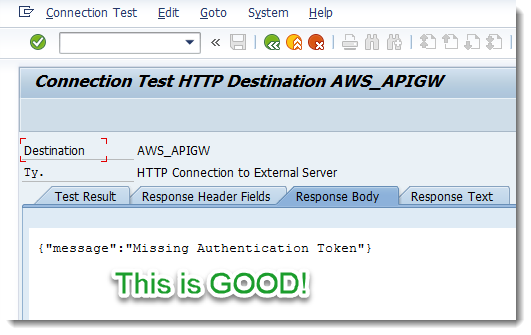 Connection Test Edit Goto System Help
Connection Test HTTP Destination AWS_APIGW
Destination AWS_APIGW
Ty. HTTP Connection to External Server
Test Result Response Header Fields Response Body Response Text
{"message":"Missing Authentication Token"}
This is GOOD!